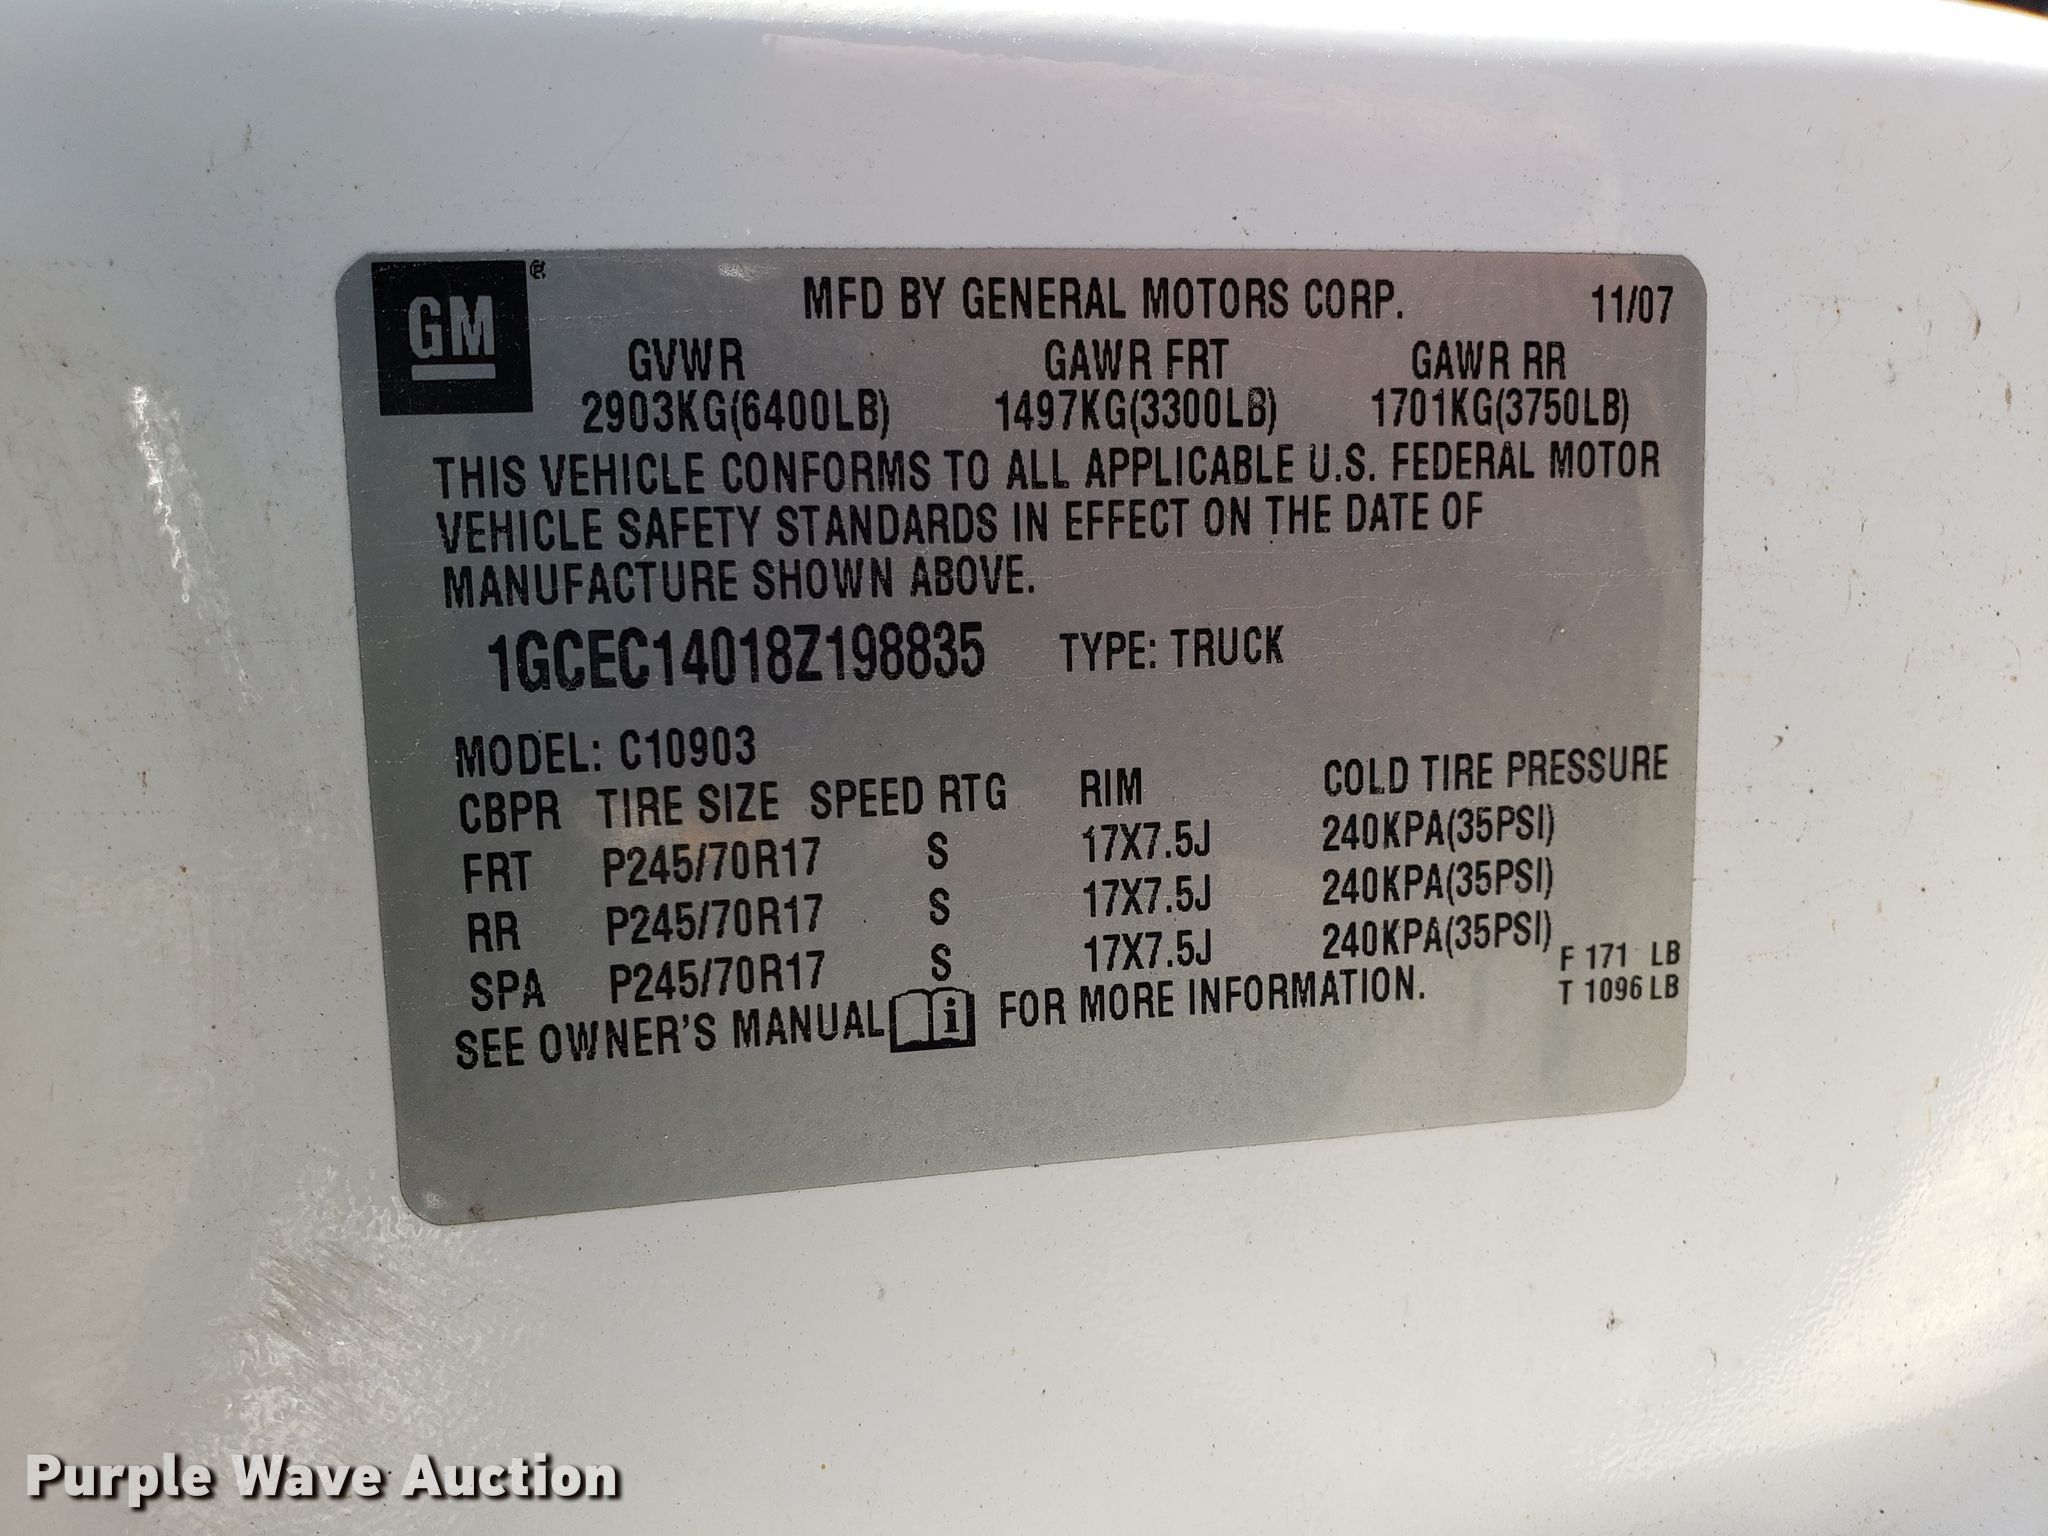 GM®
MFD BY GENERAL MOTORS CORP. 11/07
GVWR GAWR FRT GAWR RR
2903KG(6400LB) 1497KG(3300LB) 1701KG(3750LB)
THIS VEHICLE CONFORMS TO ALL APPLICABLE U.S. FEDERAL MOTOR
VEHICLE SAFETY STANDARDS IN EFFECT ON THE DATE OF
MANUFACTURE SHOWN ABOVE.
1GCEC14018Z198835 TYPE: TRUCK
MODEL: C10903
CBPR TIRE SIZE SPEED RTG RIM COLD TIRE PRESSURE
FRT P245/70R17 S 17X7.5J 240KPA(35PSI)
RR P245/70R17 S 17X7.5J 240KPA(35PSI)
SPA P245/70R17 S 17X7.5J 240KPA(35PSI)
F 171 LB
T 1096 LB
SEE OWNER'S MANUAL i FOR MORE INFORMATION.
Purple Wave Auction